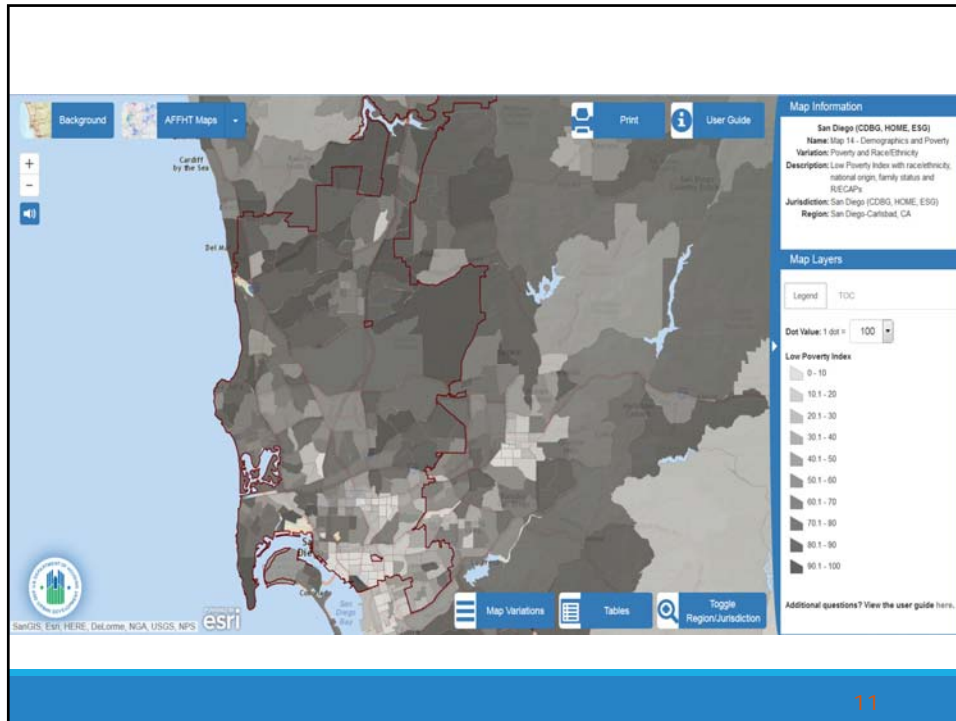 Background
AFFHT Maps
Print
User Guide
+
−
Cardiff
by the Sea
Del Mar
San
Diego
San
Diego
Bay
Map Variations
Tables
Toggle
Region/Jurisdiction
SanGIS, Esri, HERE, DeLorme, NGA, USGS, NPS
esri
Map Information
San Diego (CDBG, HOME, ESG)
Name: Map 14 - Demographics and Poverty
Variation: Poverty and Race/Ethnicity
Description: Low Poverty Index with race/ethnicity,
national origin, family status and
R/ECAPs
Jurisdiction: San Diego (CDBG, HOME, ESG)
Region: San Diego-Carlsbad, CA
Map Layers
Legend TOC
Dot Value: 1 dot = 100
Low Poverty Index
0 - 10
10.1 - 20
20.1 - 30
30.1 - 40
40.1 - 50
50.1 - 60
60.1 - 70
70.1 - 80
80.1 - 90
90.1 - 100
Additional questions? View the user guide here.
11